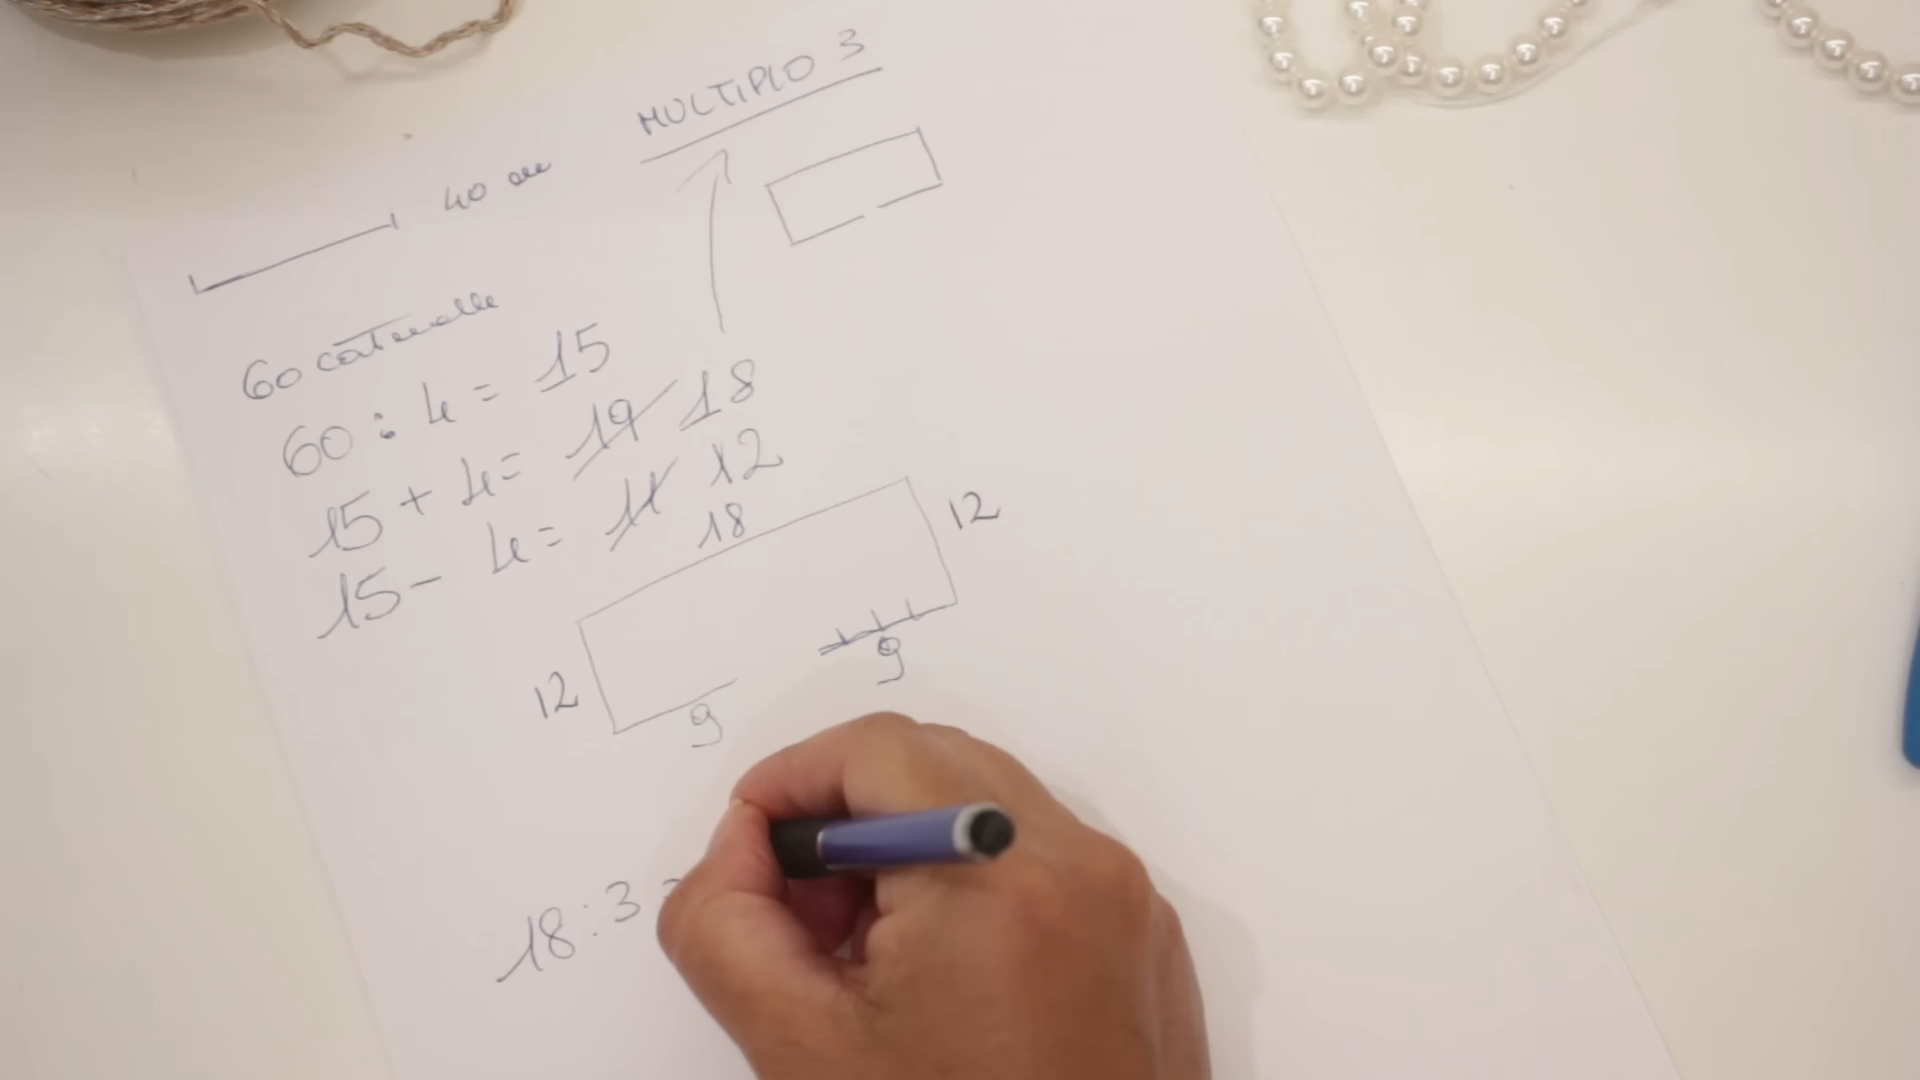 MULTIPLO 3
40
60 catenelle
60 : 4 = 15
15 + 4 = 19 18
15 - 4 = 11 12
18
12
12
9
9
18 : 3 =